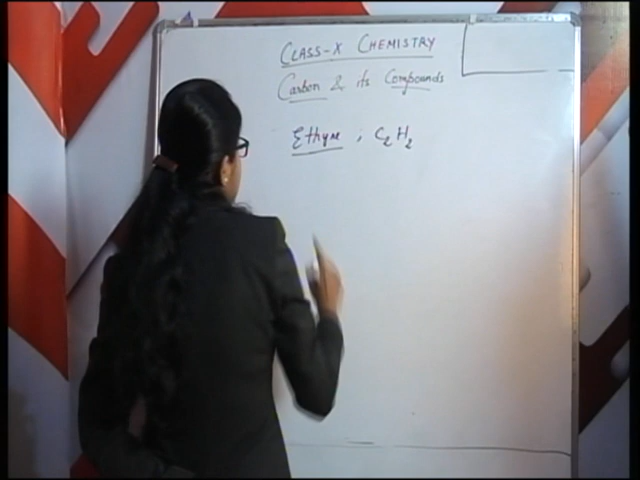 CLASS-X CHEMISTRY
Carbon & its Compounds
Ethyne ; C₂H₂